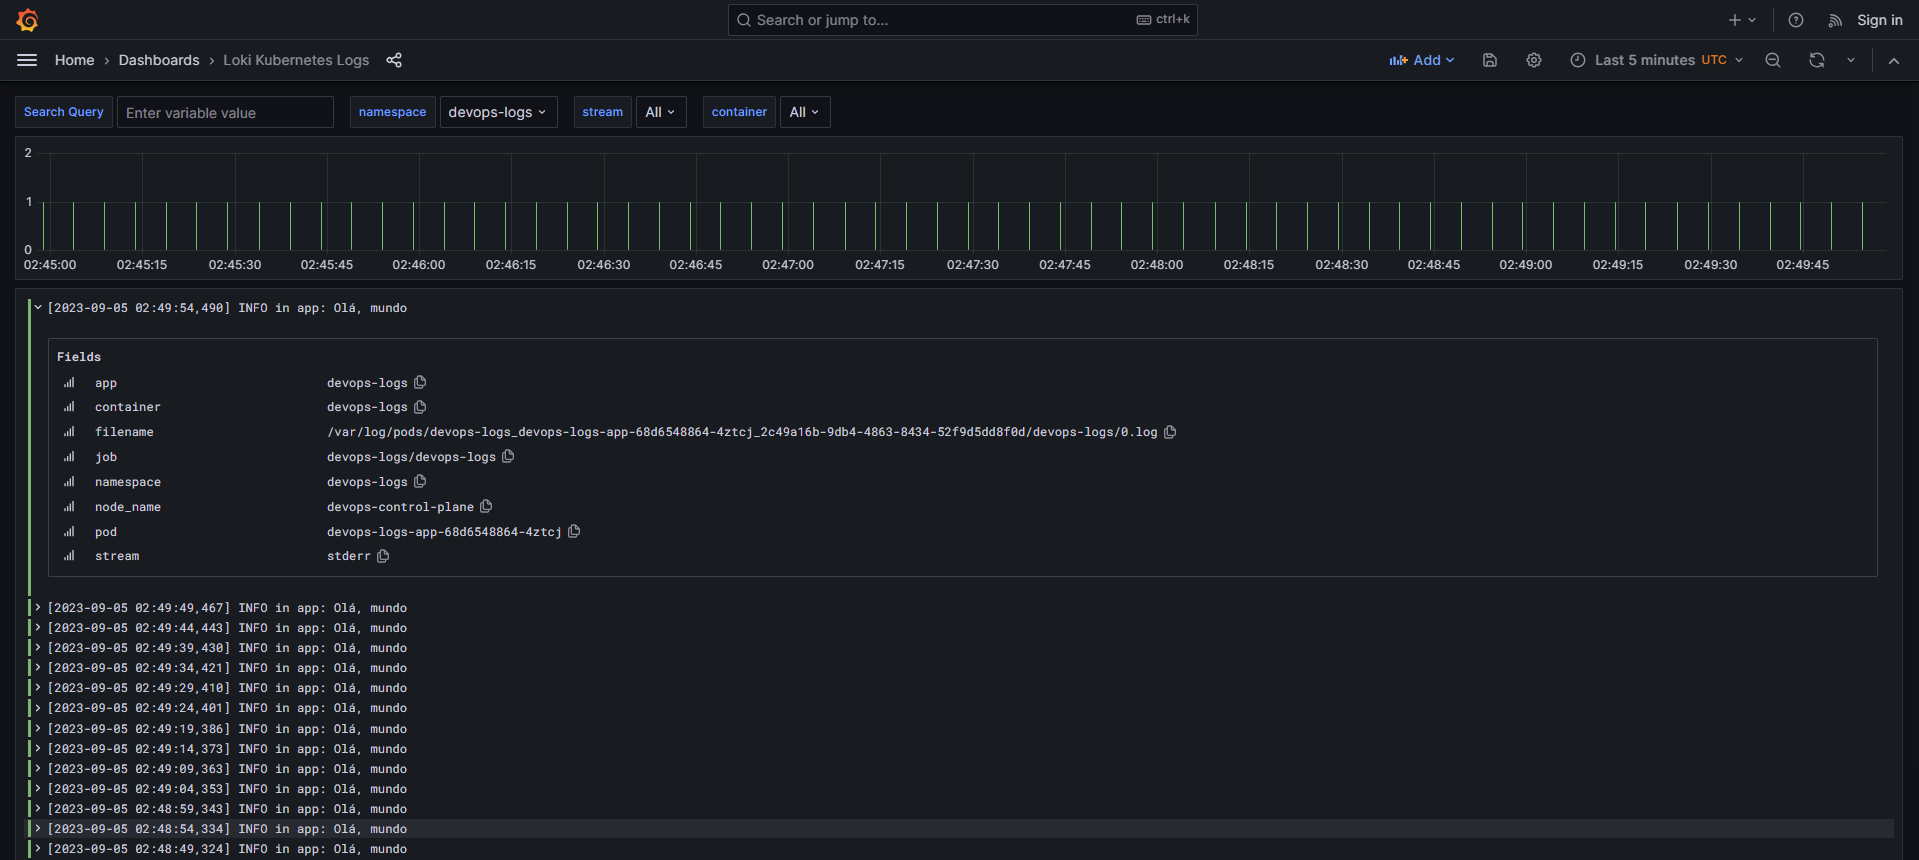 Search or jump to... ctrl+k Sign in
Home › Dashboards › Loki Kubernetes Logs Add Last 5 minutes UTC
Search Query Enter variable value namespace devops-logs stream All container All
2
1
0
02:45:00 02:45:15 02:45:30 02:45:45 02:46:00 02:46:15 02:46:30 02:46:45 02:47:00 02:47:15 02:47:30 02:47:45 02:48:00 02:48:15 02:48:30 02:48:45 02:49:00 02:49:15 02:49:30 02:49:45
[2023-09-05 02:49:54,490] INFO in app: Olá, mundo
Fields
app devops-logs
container devops-logs
filename /var/log/pods/devops-logs_devops-logs-app-68d6548864-4ztcj_2c49a16b-9db4-4863-8434-52f9d5dd8f0d/devops-logs/0.log
job devops-logs/devops-logs
namespace devops-logs
node_name devops-control-plane
pod devops-logs-app-68d6548864-4ztcj
stream stderr
[2023-09-05 02:49:49,467] INFO in app: Olá, mundo
[2023-09-05 02:49:44,443] INFO in app: Olá, mundo
[2023-09-05 02:49:39,430] INFO in app: Olá, mundo
[2023-09-05 02:49:34,421] INFO in app: Olá, mundo
[2023-09-05 02:49:29,410] INFO in app: Olá, mundo
[2023-09-05 02:49:24,401] INFO in app: Olá, mundo
[2023-09-05 02:49:19,386] INFO in app: Olá, mundo
[2023-09-05 02:49:14,373] INFO in app: Olá, mundo
[2023-09-05 02:49:09,363] INFO in app: Olá, mundo
[2023-09-05 02:49:04,353] INFO in app: Olá, mundo
[2023-09-05 02:48:59,343] INFO in app: Olá, mundo
[2023-09-05 02:48:54,334] INFO in app: Olá, mundo
[2023-09-05 02:48:49,324] INFO in app: Olá, mundo